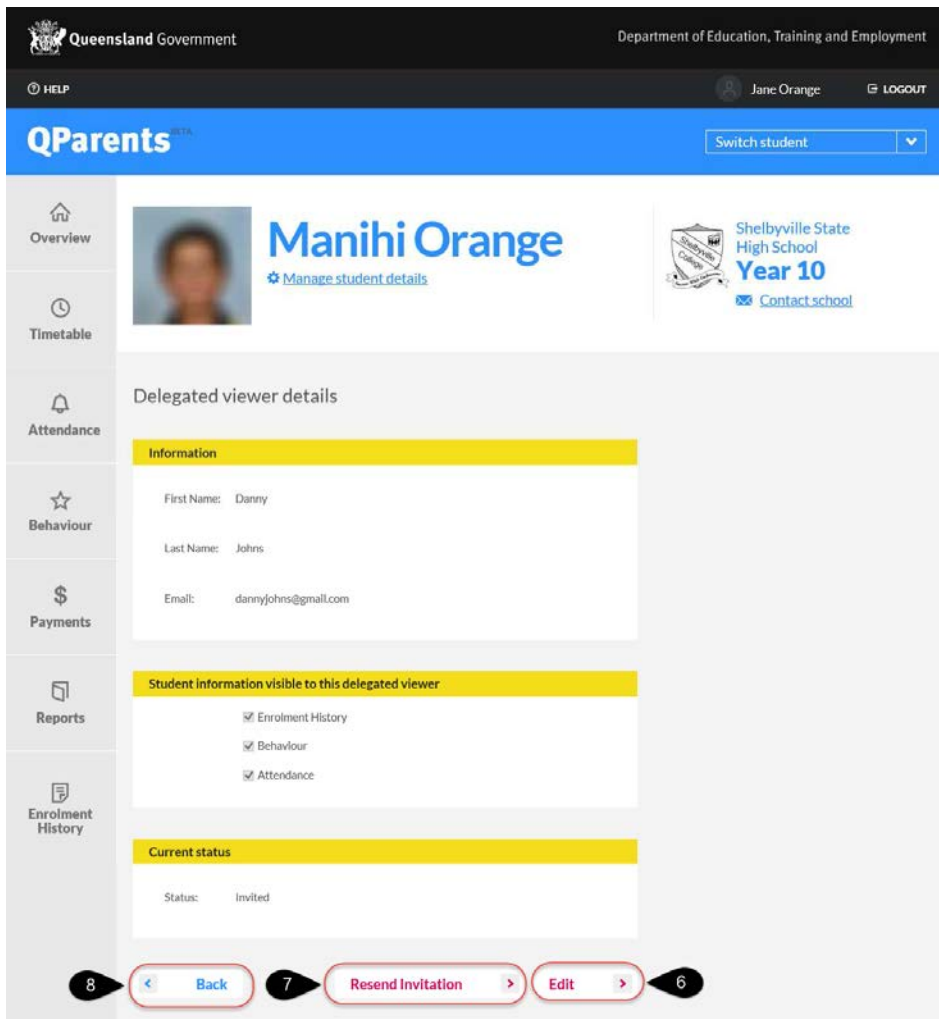 Queensland Government
Department of Education, Training and Employment
HELP
Jane Orange
LOGOUT
QParents BETA
Switch student
Overview
Timetable
Attendance
Behaviour
Payments
Reports
Enrolment
History
Manihi Orange
Manage student details
Shelbyville
College
Shelbyville State
High School
Year 10
Contact school
Delegated viewer details
Information
First Name: Danny
Last Name: Johns
Email: dannyjohns@gmail.com
Student information visible to this delegated viewer
Enrolment History
Behaviour
Attendance
Current status
Status: Invited
8
Back
7
Resend Invitation
Edit
6